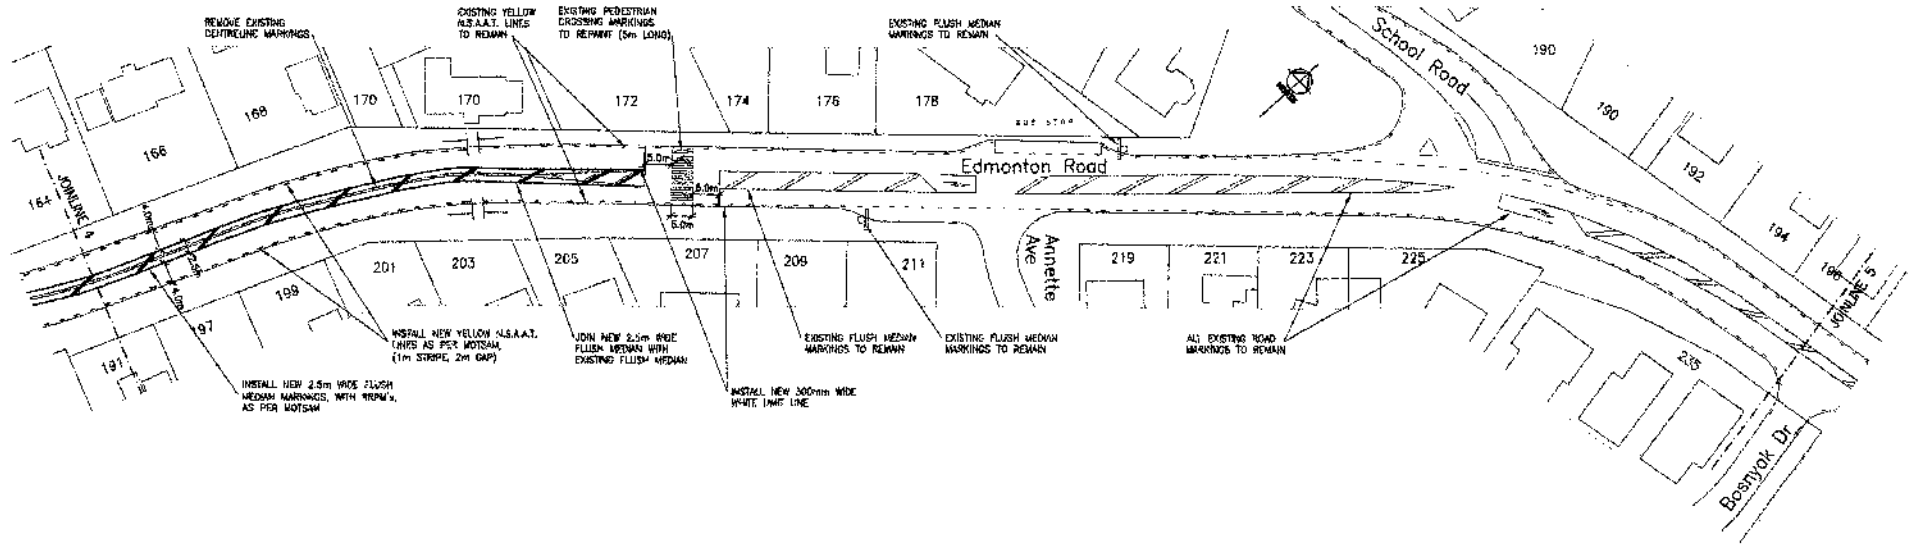 REMOVE EXISTING
CENTRELINE MARKINGS
EXISTING YELLOW
N.S.A.A.T. LINES
TO REMAIN
EXISTING PEDESTRIAN
CROSSING MARKINGS
TO REPAINT (5m LONG)
EXISTING FLUSH MEDIAN
MARKINGS TO REMAIN
School Road
190
190
192
194
196
164
166
168
170
170
172
174
176
178
BUS STOP
Edmonton Road
JOINLINE 4
4.0m
2.5m
4.0m
5.0m
5.0m
6.0m
191
197
199
201
203
205
207
209
211
Annette
Ave
219
221
223
225
235
JOINLINE 5
Bosnyak Dr
INSTALL NEW YELLOW N.S.A.A.T.
LINES AS PER MOTSAM,
(1m STRIPE, 2m GAP)
JOIN NEW 2.5m WIDE
FLUSH MEDIAN WITH
EXISTING FLUSH MEDIAN
EXISTING FLUSH MEDIAN
MARKINGS TO REMAIN
EXISTING FLUSH MEDIAN
MARKINGS TO REMAIN
ALL EXISTING ROAD
MARKINGS TO REMAIN
INSTALL NEW 2.5m WIDE FLUSH
MEDIAN MARKINGS, WITH RRPM's,
AS PER MOTSAM
INSTALL NEW 300mm WIDE
WHITE LIMIT LINE